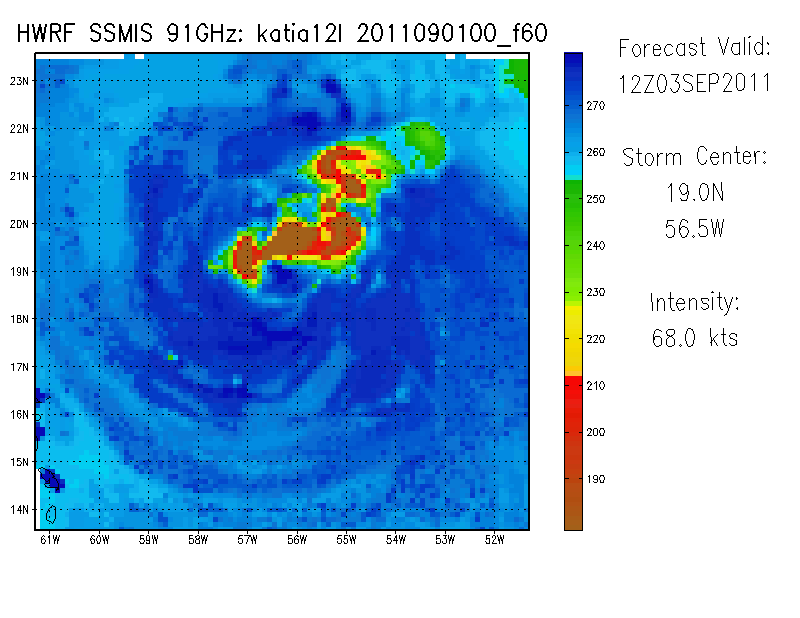 HWRF SSMIS 91GHz: katia12l 2011090100_f60
Forecast Valid:
12Z03SEP2011
Storm Center:
19.0N
56.5W
Intensity:
68.0 kts
23N
22N
21N
20N
19N
18N
17N
16N
15N
14N
61W 60W 59W 58W 57W 56W 55W 54W 53W 52W
270
260
250
240
230
220
210
200
190